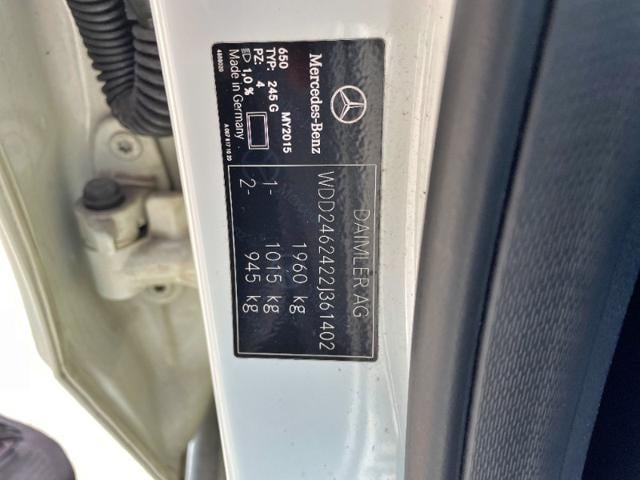 DAIMLER AG
WDD2462422J361402
1960 kg
1- 1015 kg
2- 945 kg
Mercedes-Benz
650 MY2015
TYP: 245 G
PZ: 4
1,0 %
Made in Germany